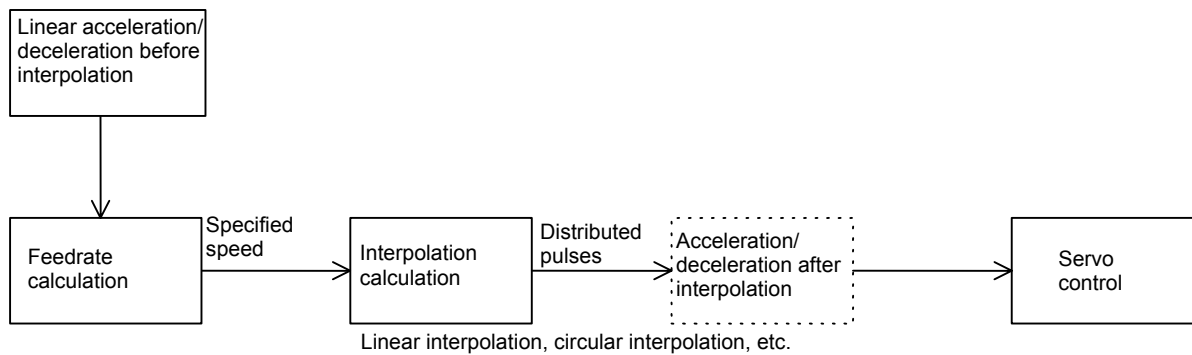 Linear acceleration/
deceleration before
interpolation
Feedrate
calculation
Specified
speed
Interpolation
calculation
Distributed
pulses
Acceleration/
deceleration after
interpolation
Servo
control
Linear interpolation, circular interpolation, etc.